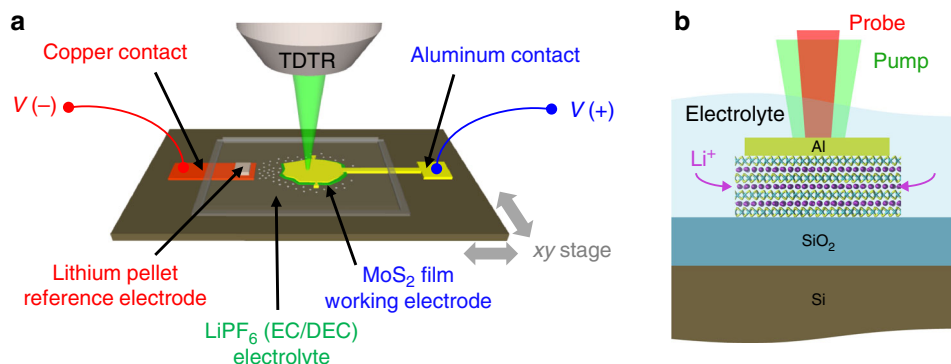 a
TDTR
Copper contact
Aluminum contact
V (–)
V (+)
xy stage
Lithium pellet
reference electrode
MoS₂ film
working electrode
LiPF₆ (EC/DEC)
electrolyte
b
Probe
Pump
Electrolyte
Al
Li⁺
SiO₂
Si